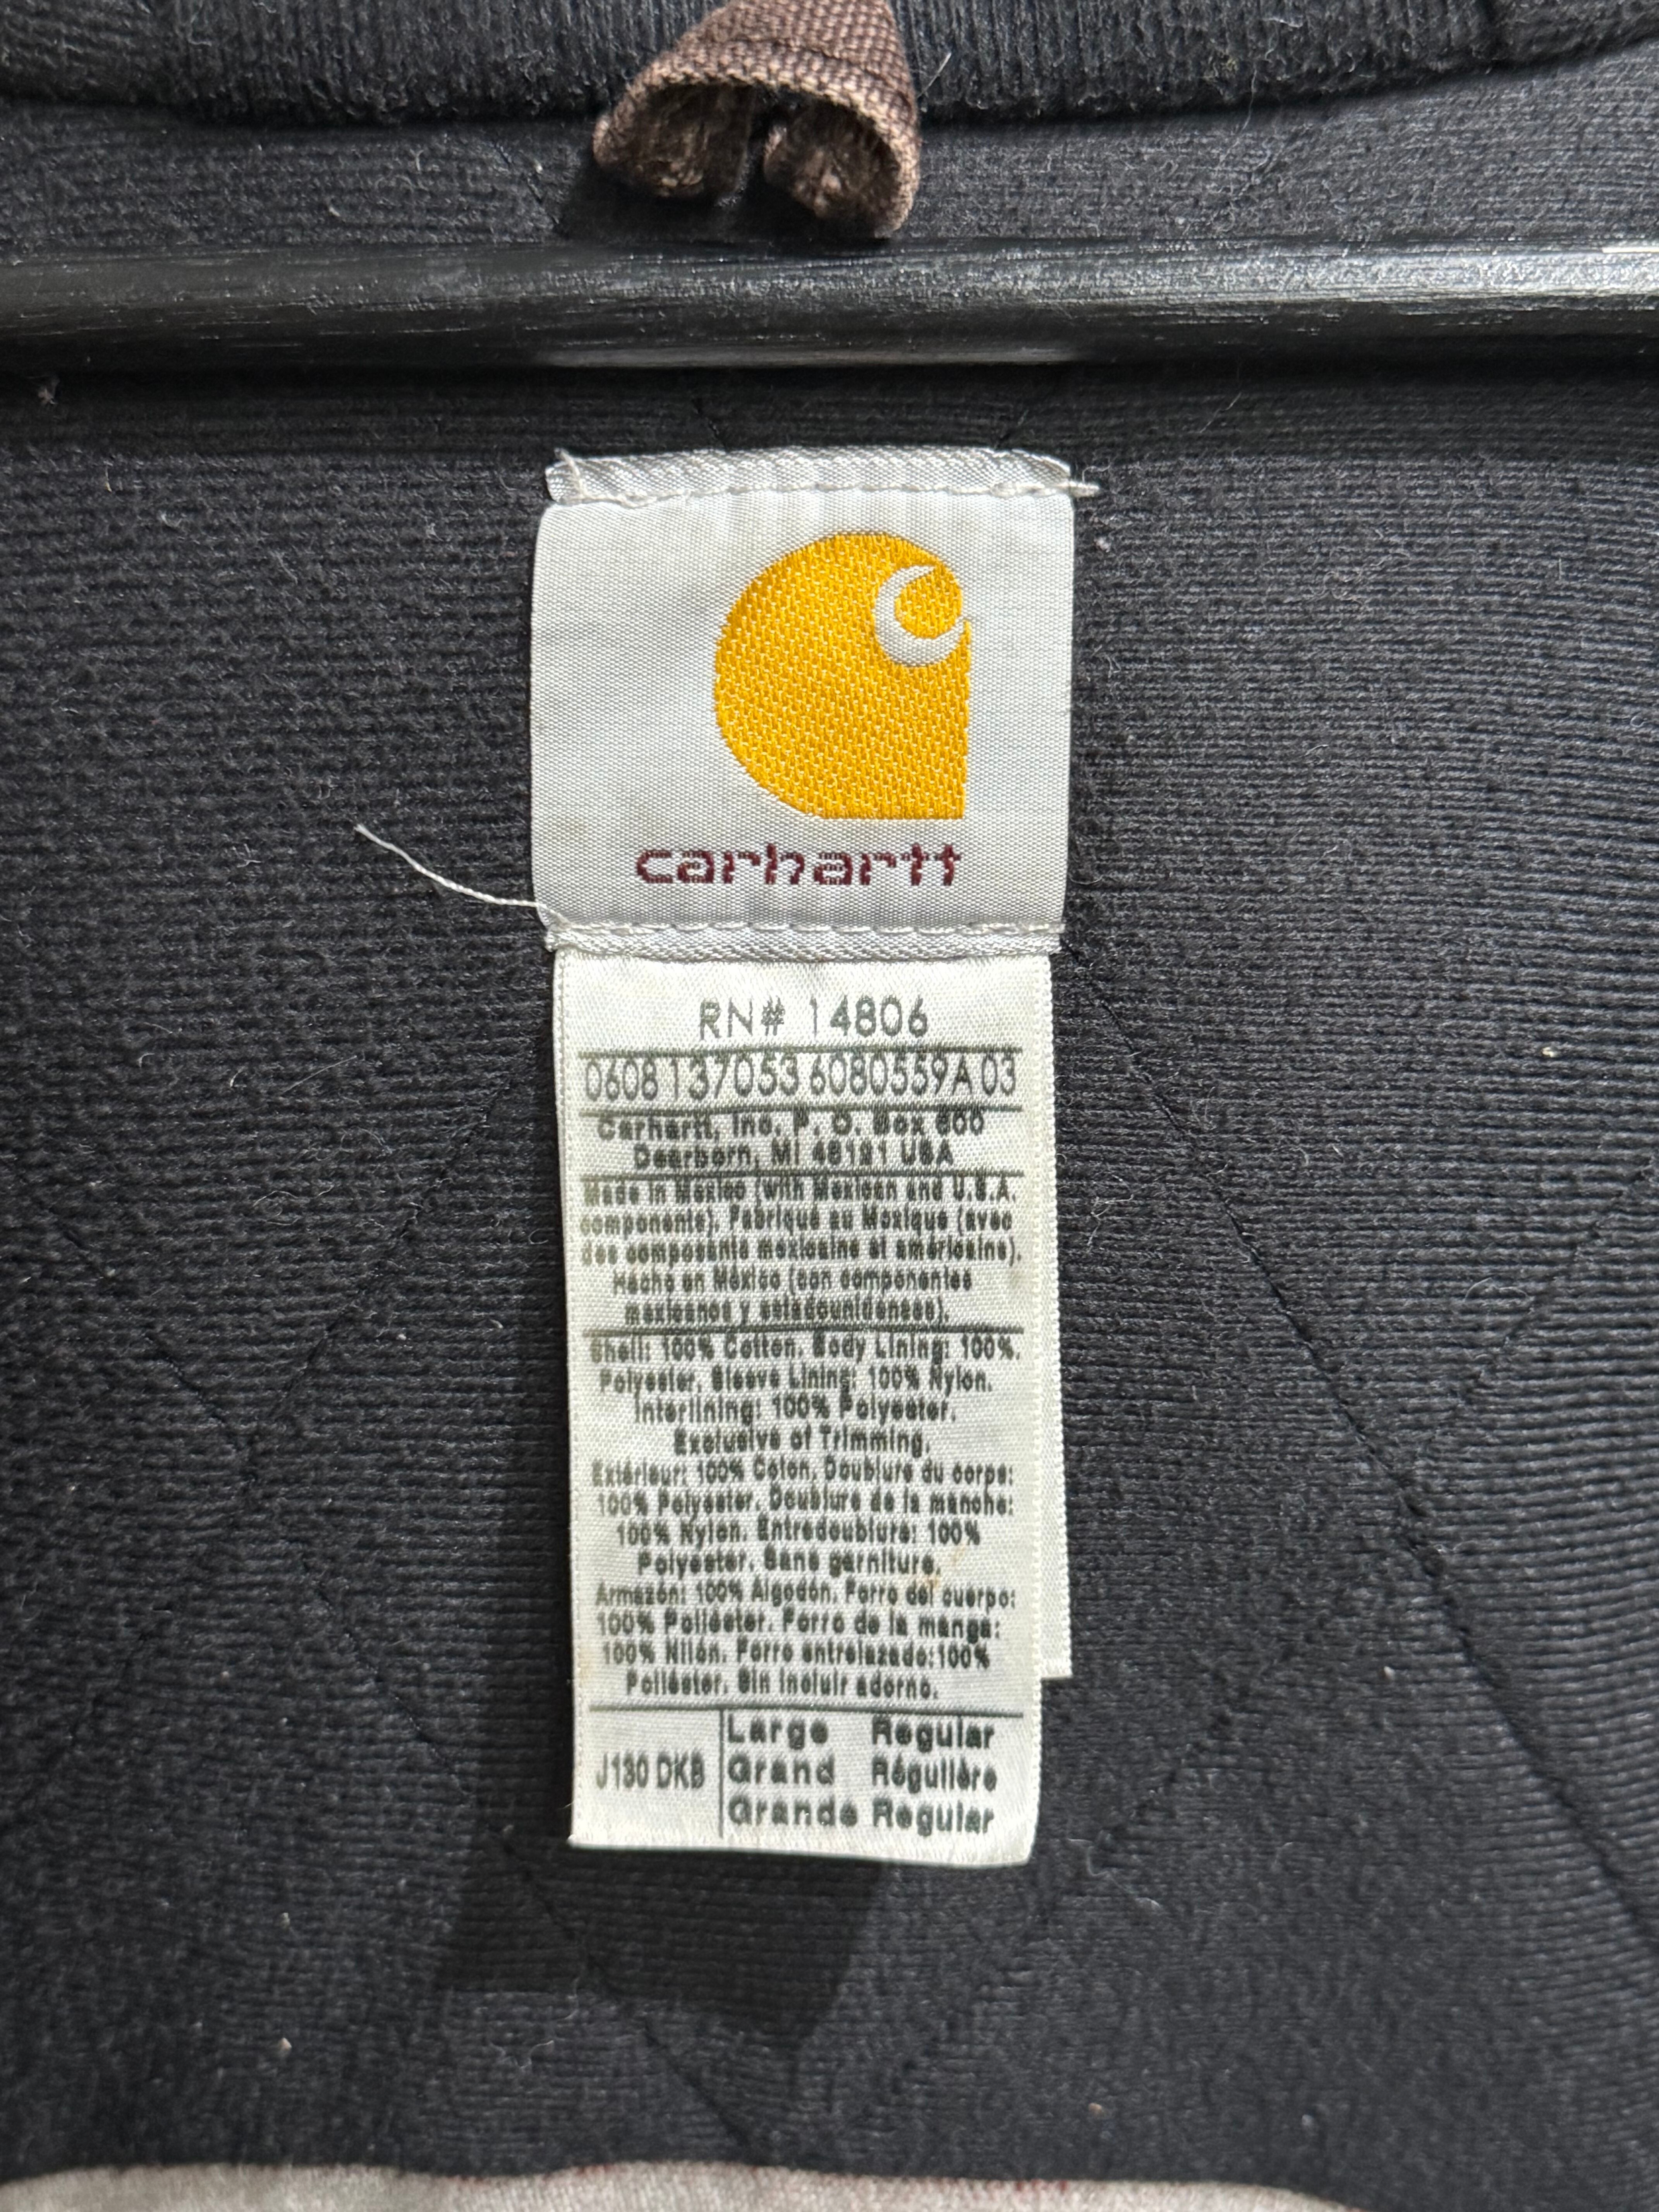 carhartt
RN# 14806
0608 137053 6080559A 03
Carhartt, Inc. P. O. Box 600
Dearborn, MI 48121 USA
Made in Mexico (with Mexican and U.S.A.
components). Fabriqué au Mexique (avec
des composants mexicains et américains).
Hecho en México (con componentes
mexicanos y estadounidenses).
Shell: 100% Cotton. Body Lining: 100%.
Polyester. Sleeve Lining: 100% Nylon.
Interlining: 100% Polyester.
Exclusive of Trimming.
Extérieur: 100% Coton. Doublure du corps:
100% Polyester. Doublure de la manche:
100% Nylon. Entredoublure: 100%
Polyester. Sans garniture.
Armazón: 100% Algodón. Forro del cuerpo:
100% Poliéster. Forro de la manga:
100% Nilón. Forro entrelazado:100%
Poliéster. Sin incluir adorno.
J130 DKB
Large Regular
Grand Régulière
Grande Regular